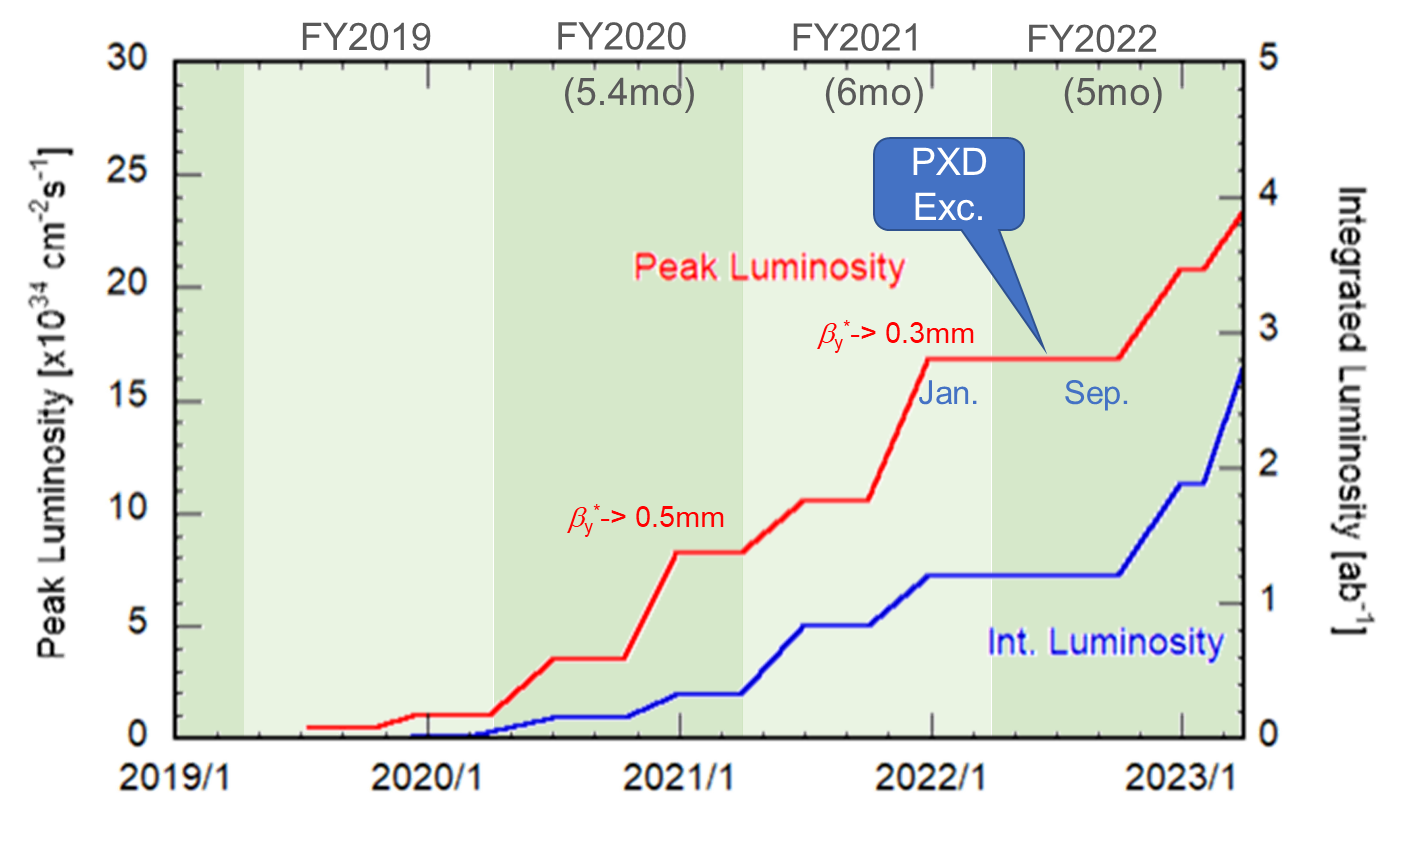 FY2019 FY2020 FY2021 FY2022
(5.4mo) (6mo) (5mo)
PXD
Exc.
Peak Luminosity
βy*-> 0.3mm
Jan. Sep.
βy*-> 0.5mm
Int. Luminosity
Peak Luminosity [x10^34 cm^-2s^-1]
30
25
20
15
10
5
0
Integrated Luminosity [ab^-1]
5
4
3
2
1
0
2019/1 2020/1 2021/1 2022/1 2023/1